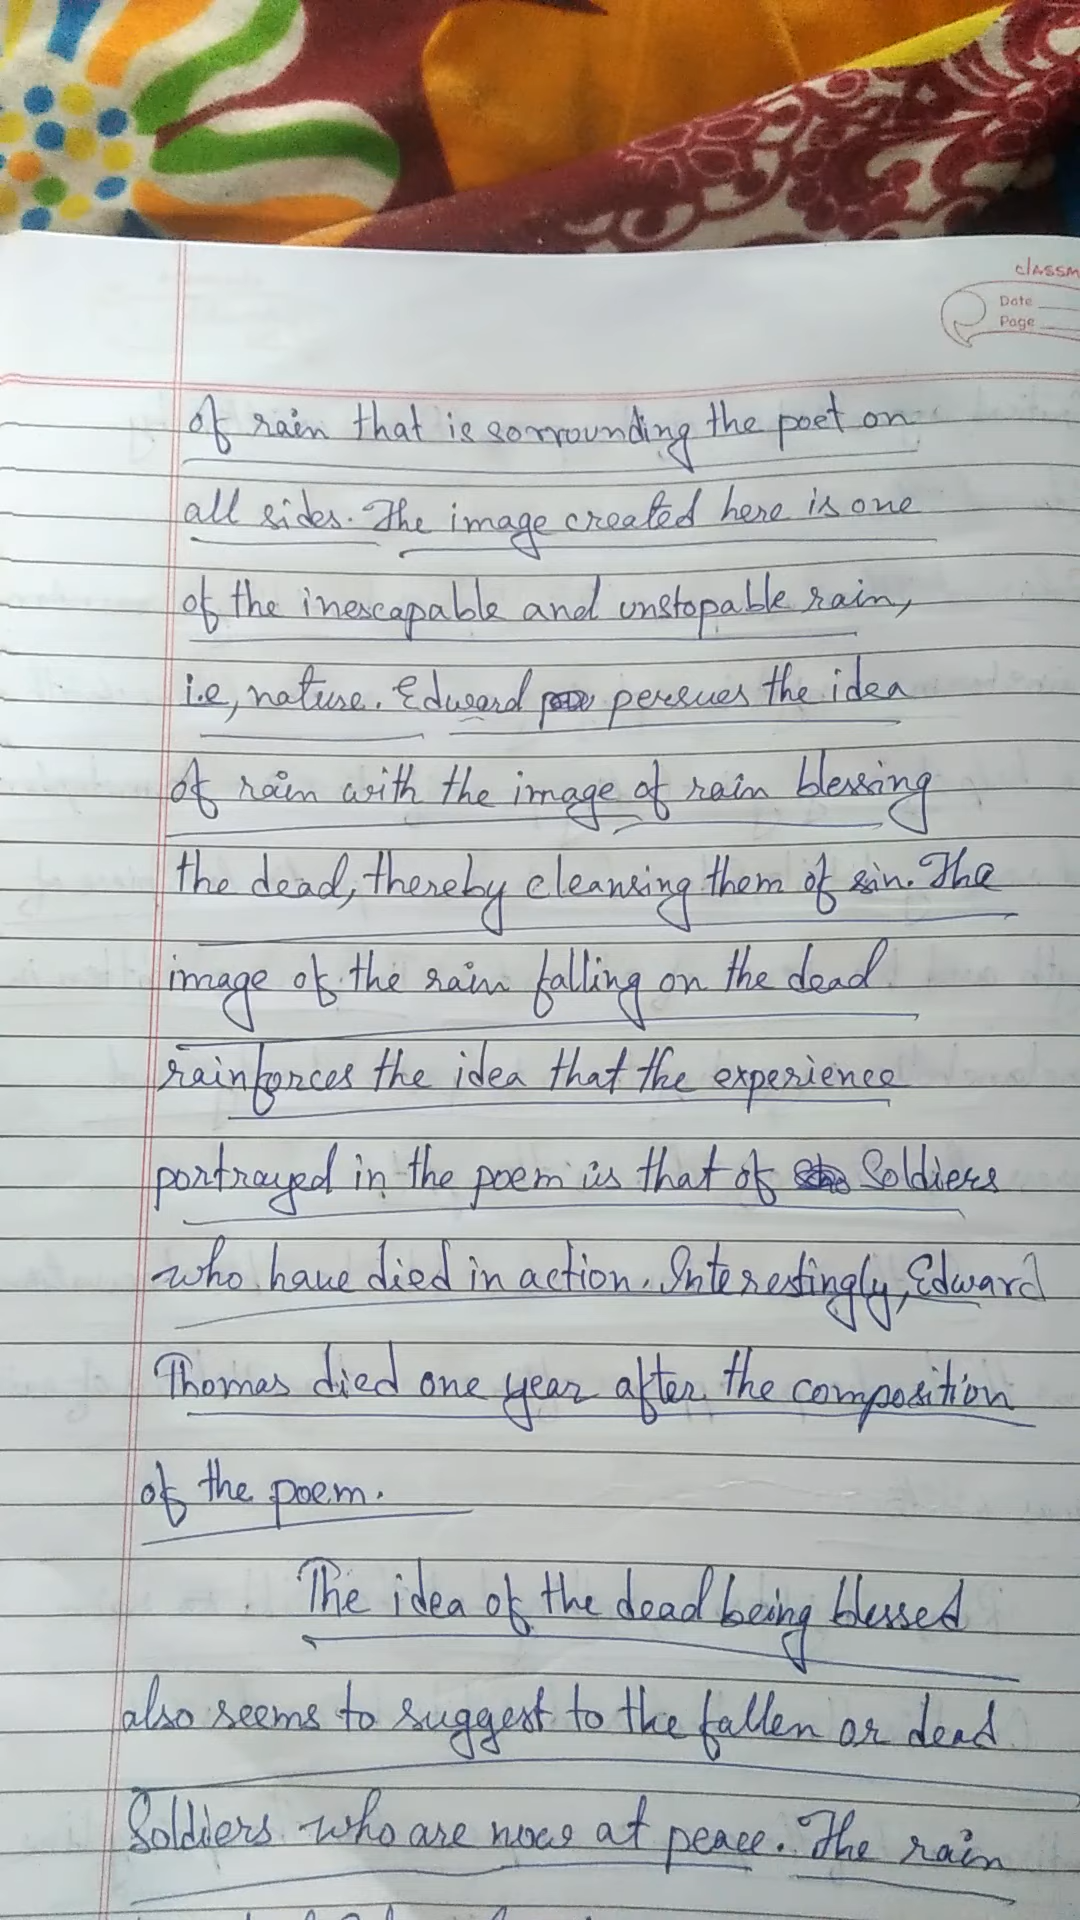 classm
Date
Page
of rain that is sorrounding the poet on
all sides. The image created here is one
of the inescapable and unstopable rain,
i.e, nature. Edward persues the idea
of rain with the image of rain blessing
the dead, thereby cleansing them of sin. The
image of the rain falling on the dead
rainforces the idea that the experience
portrayed in the poem is that of Soldiers
who have died in action. Interestingly, Edward
Thomas died one year after the composition
of the poem.
The idea of the dead being blessed
also seems to suggest to the fallen or dead
Soldiers who are now at peace. The rain